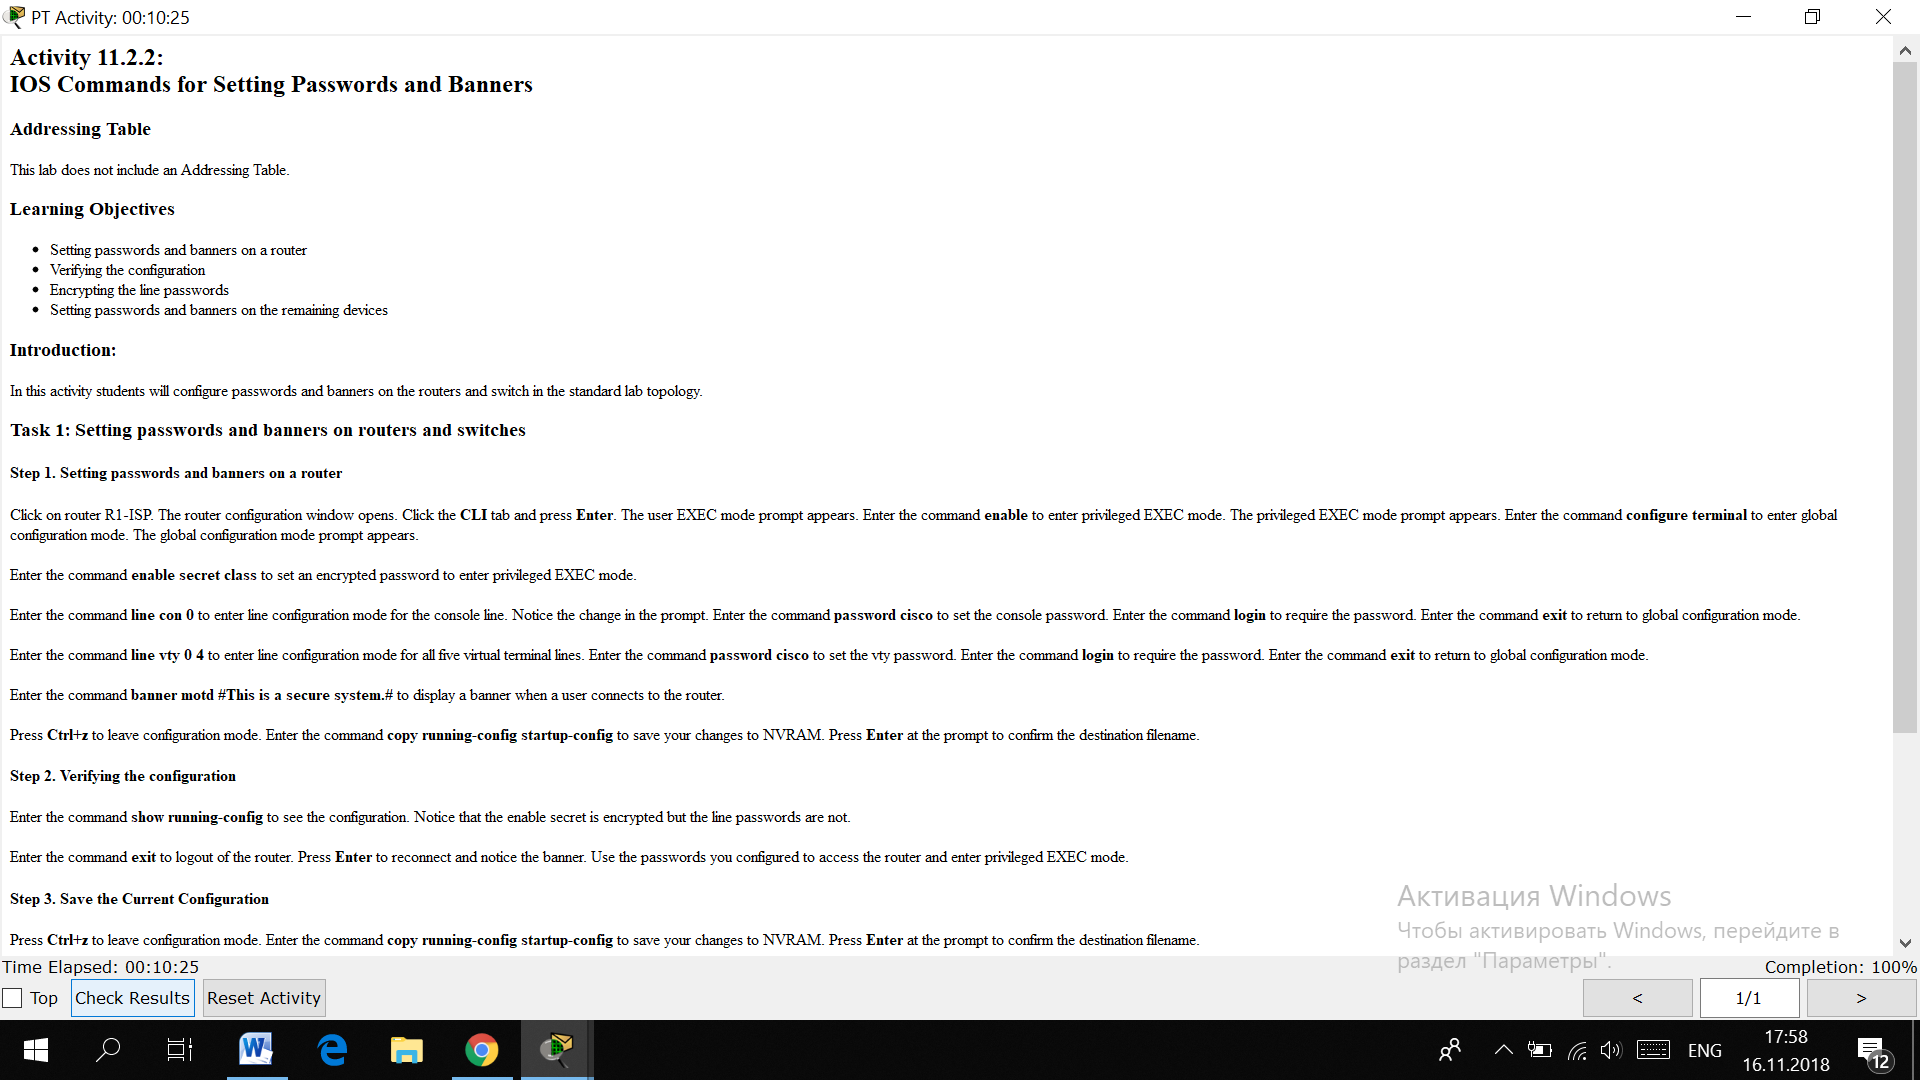 PT Activity: 00:10:25
Activity 11.2.2:
IOS Commands for Setting Passwords and Banners
Addressing Table
This lab does not include an Addressing Table.
Learning Objectives
• Setting passwords and banners on a router
• Verifying the configuration
• Encrypting the line passwords
• Setting passwords and banners on the remaining devices
Introduction:
In this activity students will configure passwords and banners on the routers and switch in the standard lab topology.
Task 1: Setting passwords and banners on routers and switches
Step 1. Setting passwords and banners on a router
Click on router R1-ISP. The router configuration window opens. Click the CLI tab and press Enter. The user EXEC mode prompt appears. Enter the command enable to enter privileged EXEC mode. The privileged EXEC mode prompt appears. Enter the command configure terminal to enter global
configuration mode. The global configuration mode prompt appears.
Enter the command enable secret class to set an encrypted password to enter privileged EXEC mode.
Enter the command line con 0 to enter line configuration mode for the console line. Notice the change in the prompt. Enter the command password cisco to set the console password. Enter the command login to require the password. Enter the command exit to return to global configuration mode.
Enter the command line vty 0 4 to enter line configuration mode for all five virtual terminal lines. Enter the command password cisco to set the vty password. Enter the command login to require the password. Enter the command exit to return to global configuration mode.
Enter the command banner motd #This is a secure system.# to display a banner when a user connects to the router.
Press Ctrl+z to leave configuration mode. Enter the command copy running-config startup-config to save your changes to NVRAM. Press Enter at the prompt to confirm the destination filename.
Step 2. Verifying the configuration
Enter the command show running-config to see the configuration. Notice that the enable secret is encrypted but the line passwords are not.
Enter the command exit to logout of the router. Press Enter to reconnect and notice the banner. Use the passwords you configured to access the router and enter privileged EXEC mode.
Step 3. Save the Current Configuration
Press Ctrl+z to leave configuration mode. Enter the command copy running-config startup-config to save your changes to NVRAM. Press Enter at the prompt to confirm the destination filename.
Активация Windows
Чтобы активировать Windows, перейдите в
раздел "Параметры".
Time Elapsed: 00:10:25
Completion: 100%
Top
Check Results
Reset Activity
<
1/1
>
ENG
17:58
16.11.2018
12